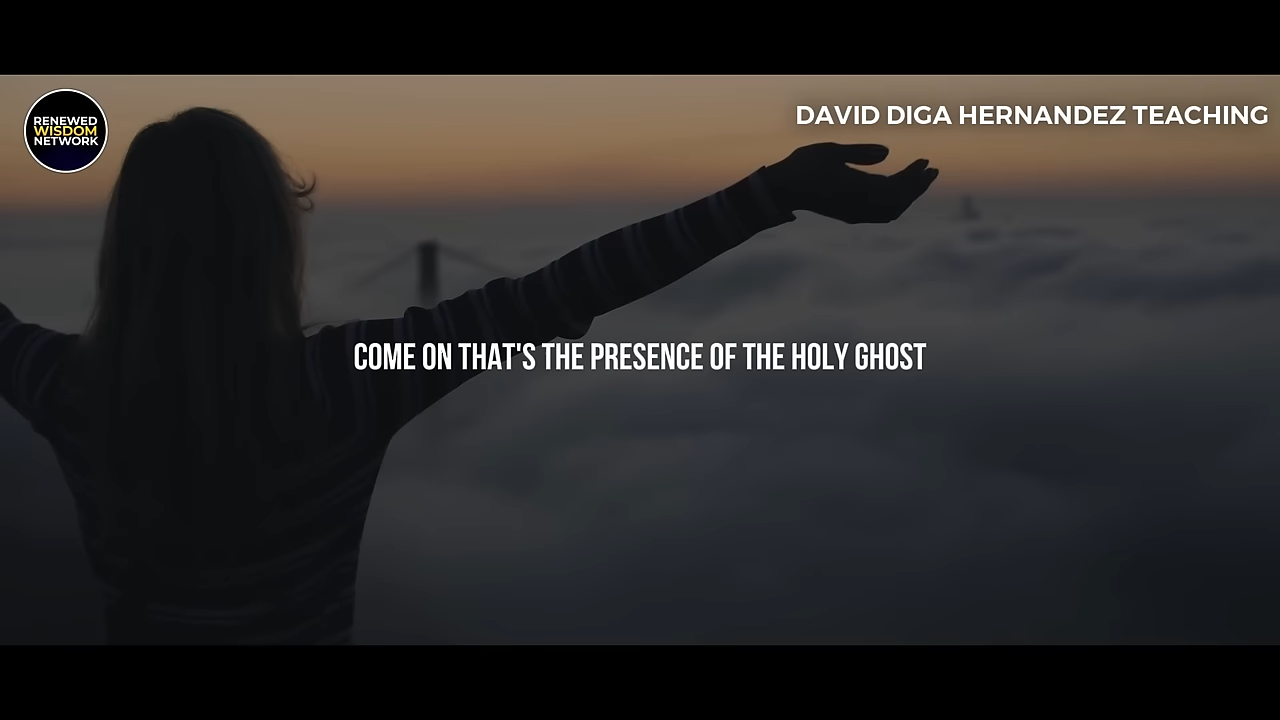 RENEWED
WISDOM
NETWORK
DAVID DIGA HERNANDEZ TEACHING
COME ON THAT'S THE PRESENCE OF THE HOLY GHOST